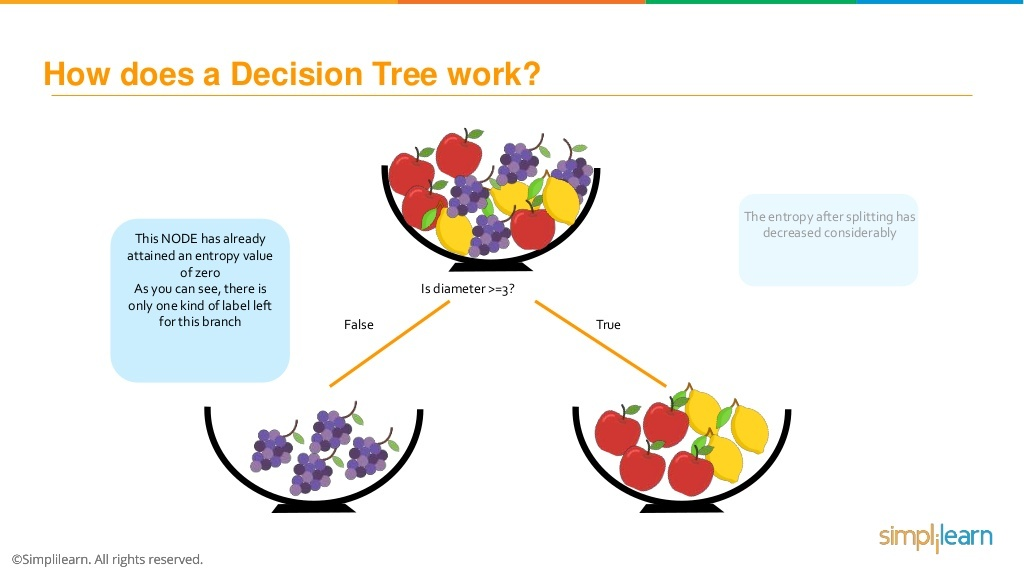 How does a Decision Tree work?
This NODE has already
attained an entropy value
of zero
As you can see, there is
only one kind of label left
for this branch
The entropy after splitting has
decreased considerably
Is diameter >=3?
False
True
simplilearn
©Simplilearn. All rights reserved.